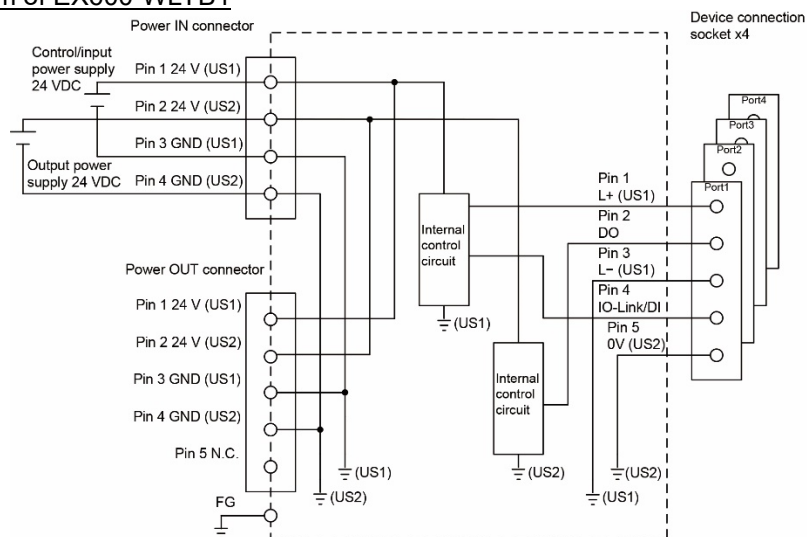 Power IN connector
Device connection
socket x4
Control/input
power supply
24 VDC
Pin 1 24 V (US1)
Pin 2 24 V (US2)
Pin 3 GND (US1)
Output power
supply 24 VDC
Pin 4 GND (US2)
Port4
Port3
Port2
Port1
Pin 1
L+ (US1)
Pin 2
DO
Pin 3
L− (US1)
Pin 4
IO-Link/DI
Pin 5
0V (US2)
Internal
control
circuit
(US1)
Power OUT connector
Pin 1 24 V (US1)
Pin 2 24 V (US2)
Pin 3 GND (US1)
Pin 4 GND (US2)
Pin 5 N.C.
FG
Internal
control
circuit
(US1)
(US2)
(US2)
(US2)
(US1)